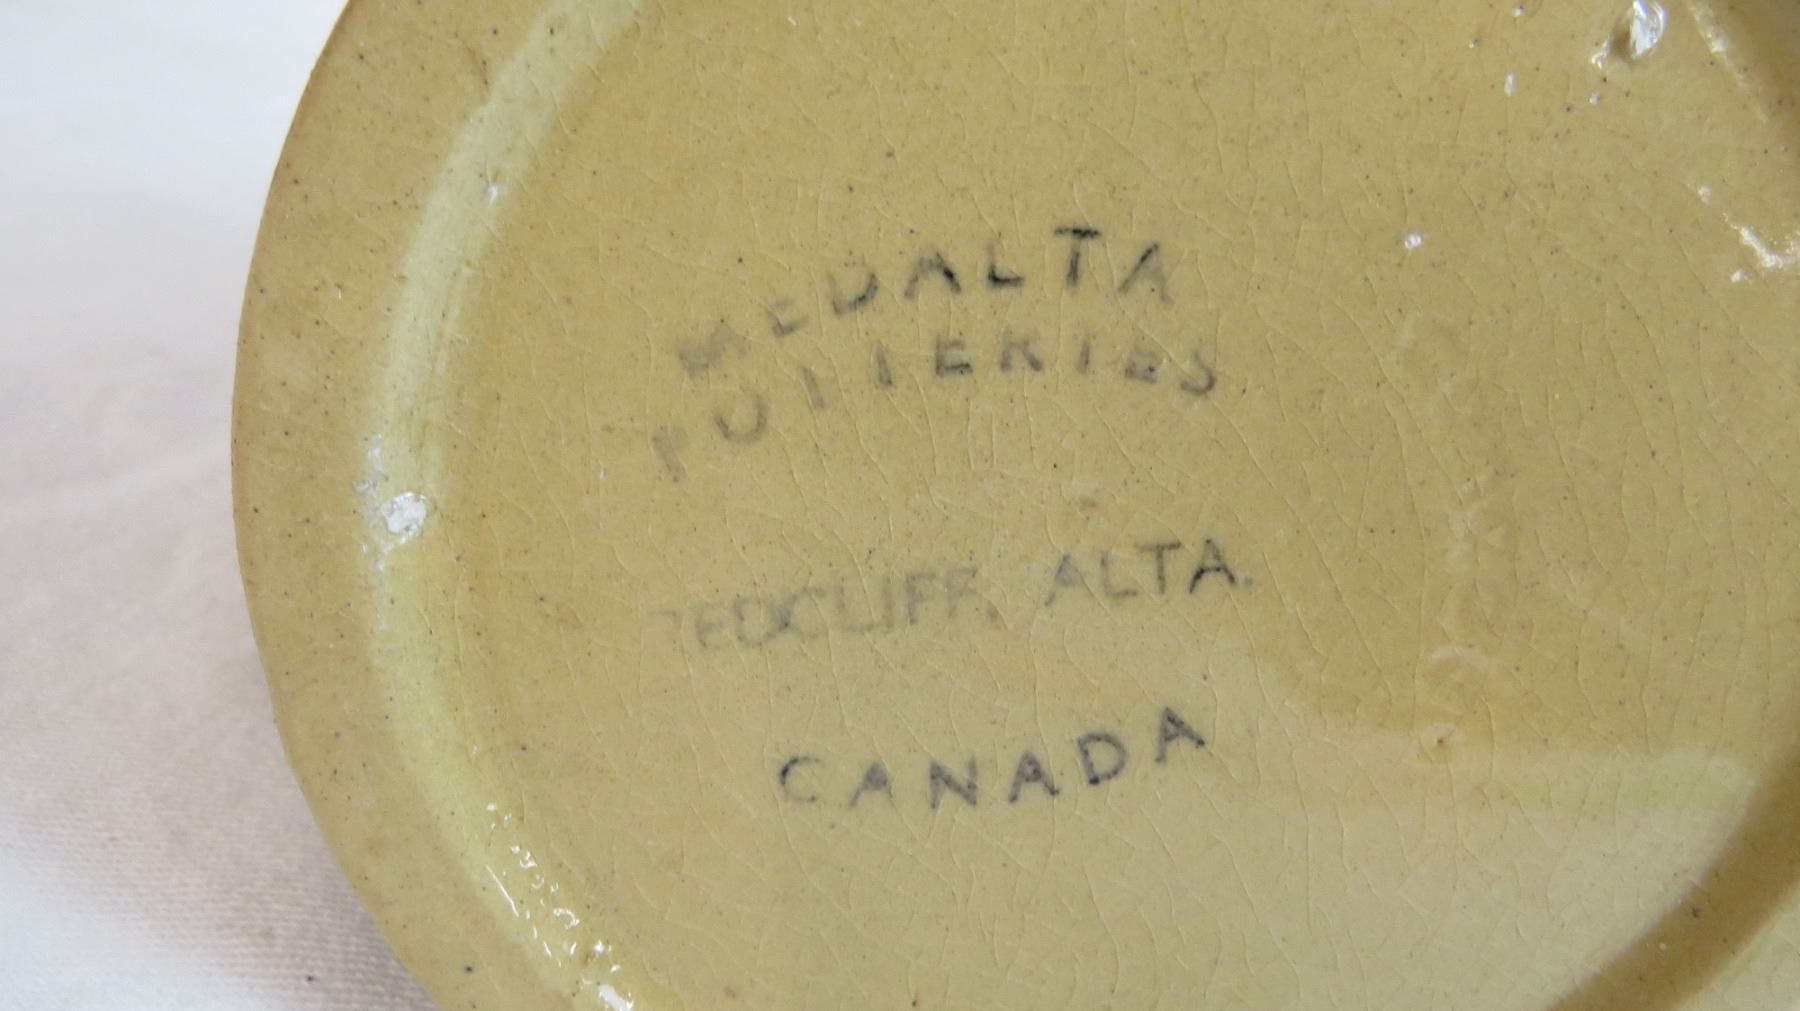 MEDALTA
POTTERIES
REDCLIFF, ALTA.
CANADA